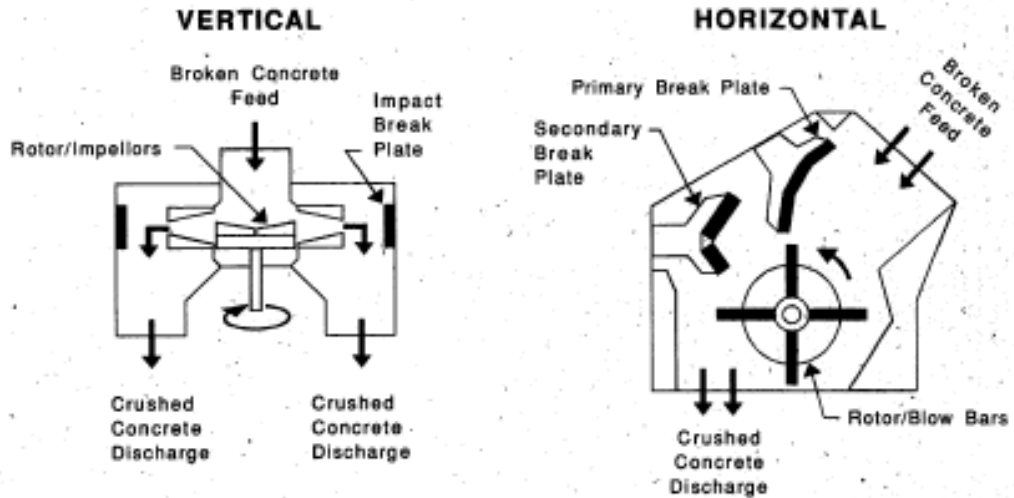 VERTICAL
Broken Concrete
Feed
Impact
Break
Plate
Rotor/Impellors
Crushed
Concrete
Discharge
Crushed
Concrete
Discharge
HORIZONTAL
Primary Break Plate
Broken
Concrete
Feed
Secondary
Break
Plate
Rotor/Blow Bars
Crushed
Concrete
Discharge